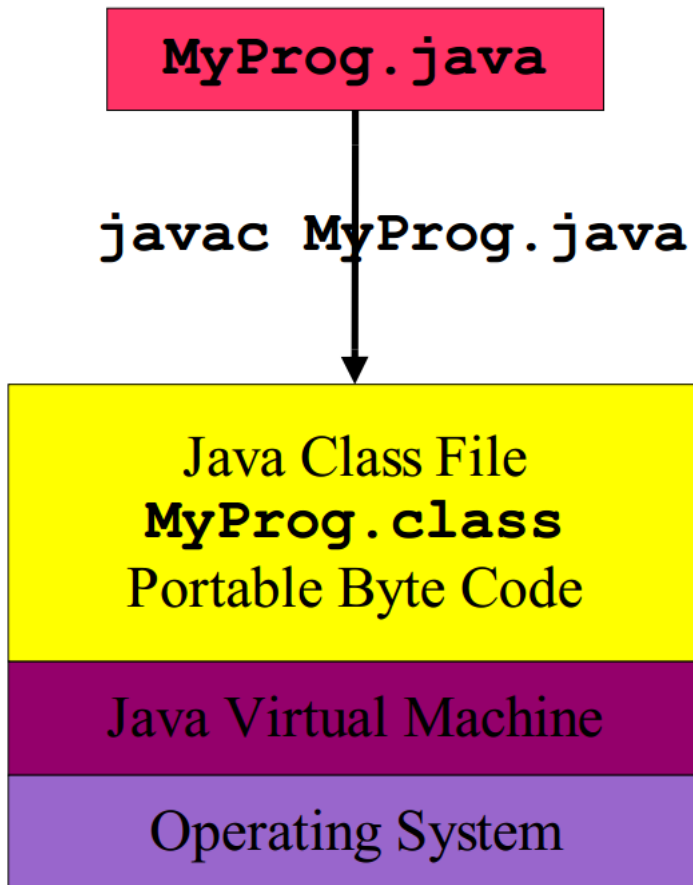 MyProg.java
javac MyProg.java
Java Class File
MyProg.class
Portable Byte Code
Java Virtual Machine
Operating System